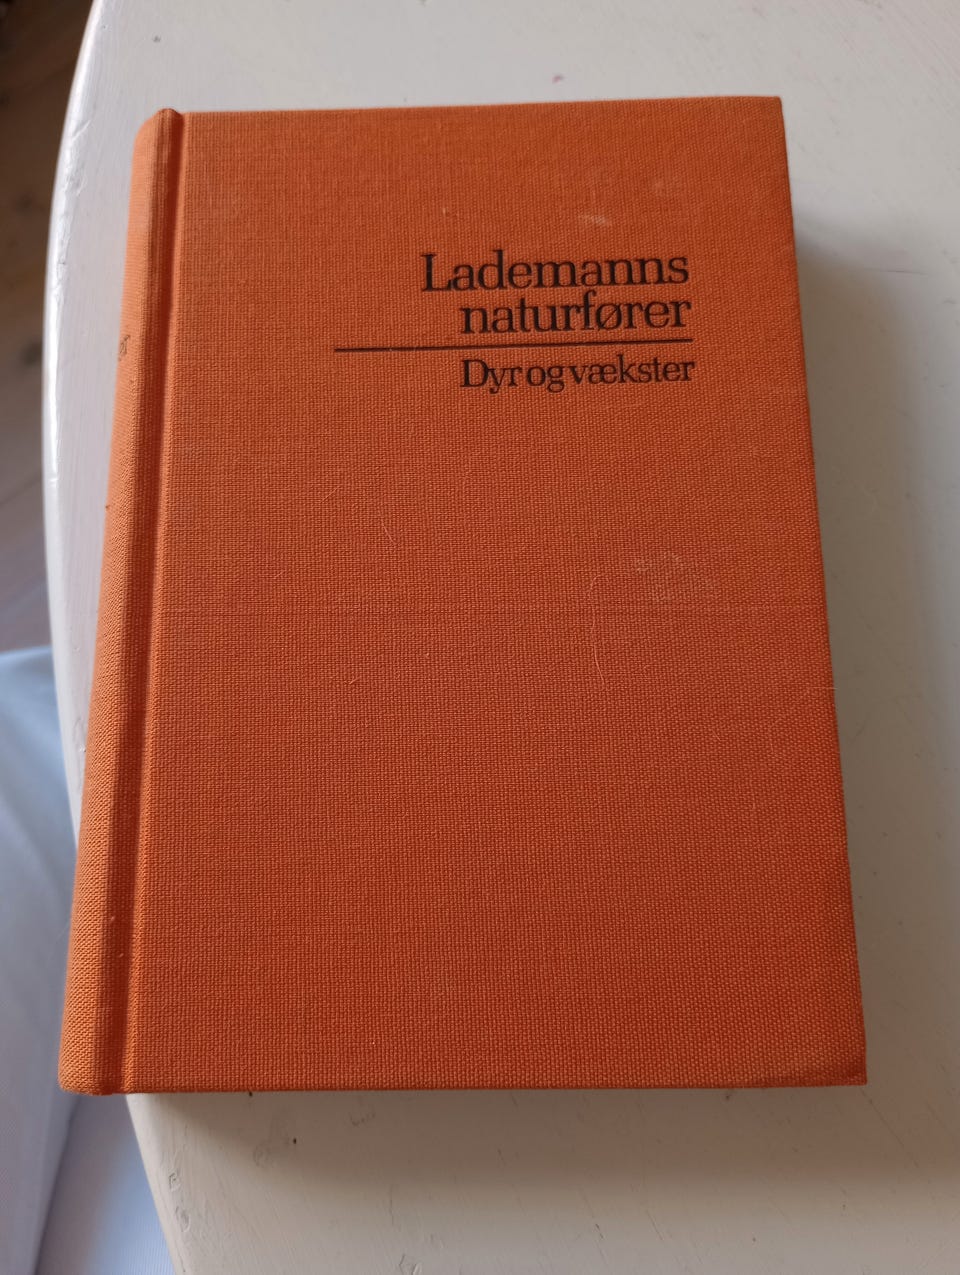 Lademanns
naturfører
Dyr og vækster